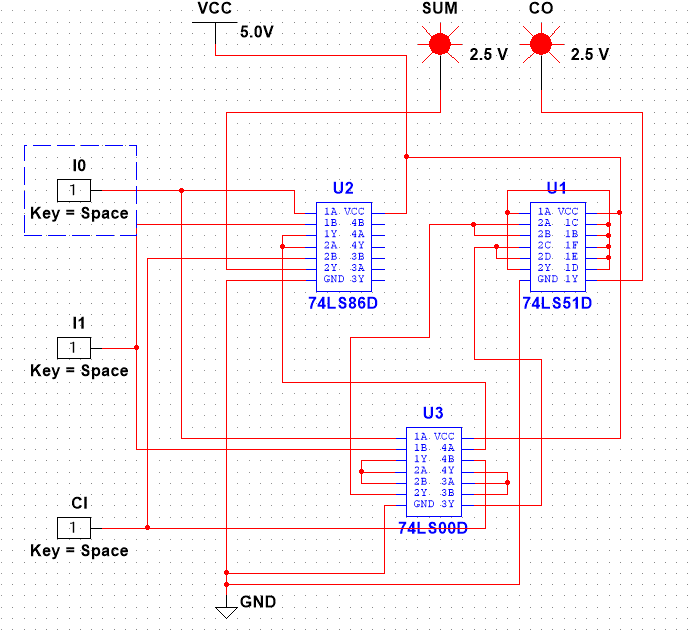 VCC
5.0V
SUM
2.5 V
CO
2.5 V
I0
1
Key = Space
I1
1
Key = Space
CI
1
Key = Space
U2
1A VCC
1B 4B
1Y 4A
2A 4Y
2B 3B
2Y 3A
GND 3Y
74LS86D
U1
1A VCC
2A 1C
2B 1B
2C 1F
2D 1E
2Y 1D
GND 1Y
74LS51D
U3
1A VCC
1B 4A
1Y 4B
2A 4Y
2B 3A
2Y 3B
GND 3Y
74LS00D
GND